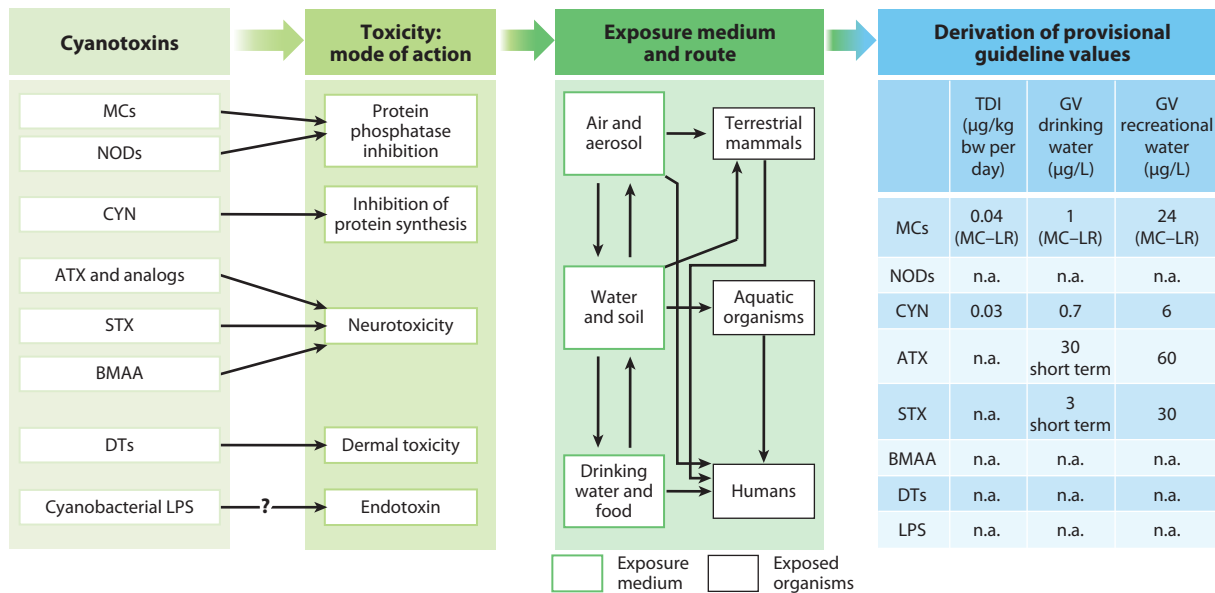 Cyanotoxins
Toxicity:
mode of action
Exposure medium
and route
Derivation of provisional
guideline values
MCs
NODs
CYN
ATX and analogs
STX
BMAA
DTs
Cyanobacterial LPS
?
Protein
phosphatase
inhibition
Inhibition of
protein synthesis
Neurotoxicity
Dermal toxicity
Endotoxin
Air and
aerosol
Terrestrial
mammals
Water
and soil
Aquatic
organisms
Drinking
water and
food
Humans
Exposure
medium
Exposed
organisms
TDI
(µg/kg
bw per
day)
GV
drinking
water
(µg/L)
GV
recreational
water
(µg/L)
MCs
0.04
(MC–LR)
1
(MC–LR)
24
(MC–LR)
NODs n.a. n.a. n.a.
CYN 0.03 0.7 6
ATX n.a. 30
short term
60
STX n.a. 3
short term
30
BMAA n.a. n.a. n.a.
DTs n.a. n.a. n.a.
LPS n.a. n.a. n.a.